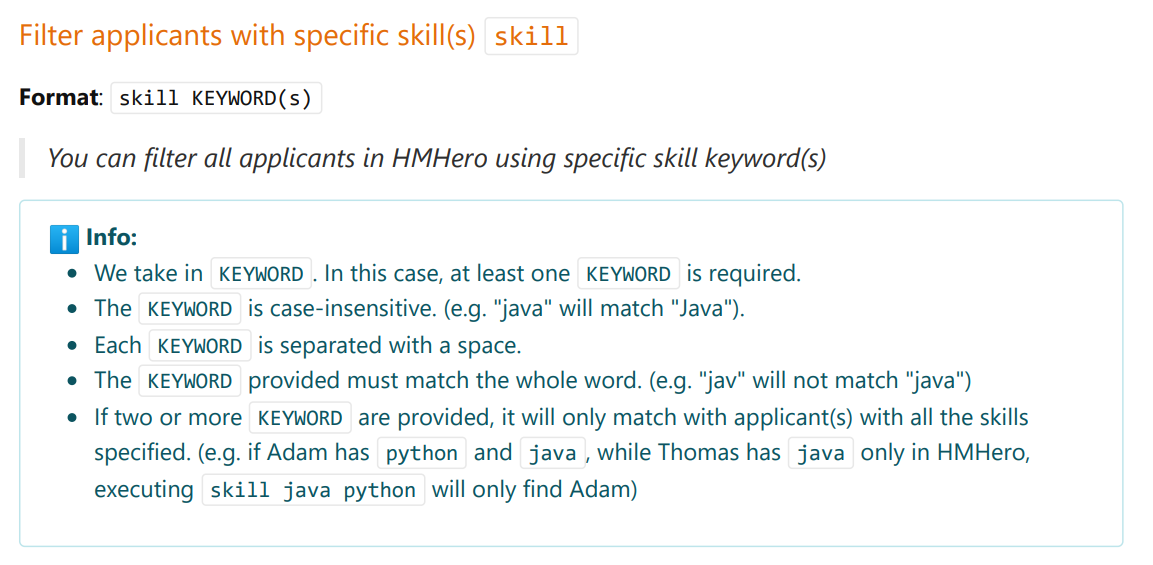 Filter applicants with specific skill(s) skill
Format: skill KEYWORD(s)
You can filter all applicants in HMHero using specific skill keyword(s)
i Info:
• We take in KEYWORD. In this case, at least one KEYWORD is required.
• The KEYWORD is case-insensitive. (e.g. "java" will match "Java").
• Each KEYWORD is separated with a space.
• The KEYWORD provided must match the whole word. (e.g. "jav" will not match "java")
• If two or more KEYWORD are provided, it will only match with applicant(s) with all the skills
specified. (e.g. if Adam has python and java, while Thomas has java only in HMHero,
executing skill java python will only find Adam)